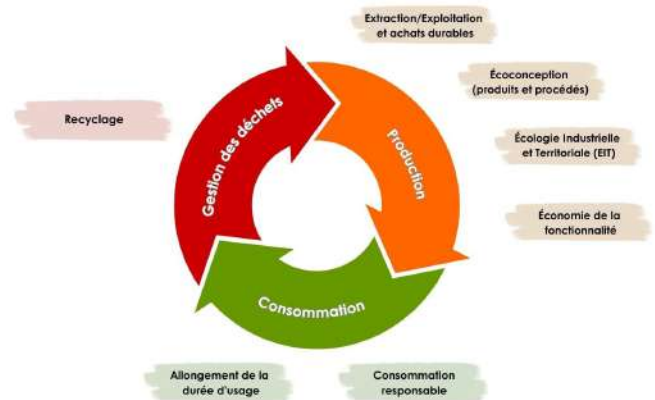 Extraction/Exploitation
et achats durables
Écoconception
(produits et procédés)
Écologie Industrielle
et Territoriale (EIT)
Économie de la
fonctionnalité
Recyclage
Gestion des déchets
Production
Consommation
Allongement de la
durée d'usage
Consommation
responsable